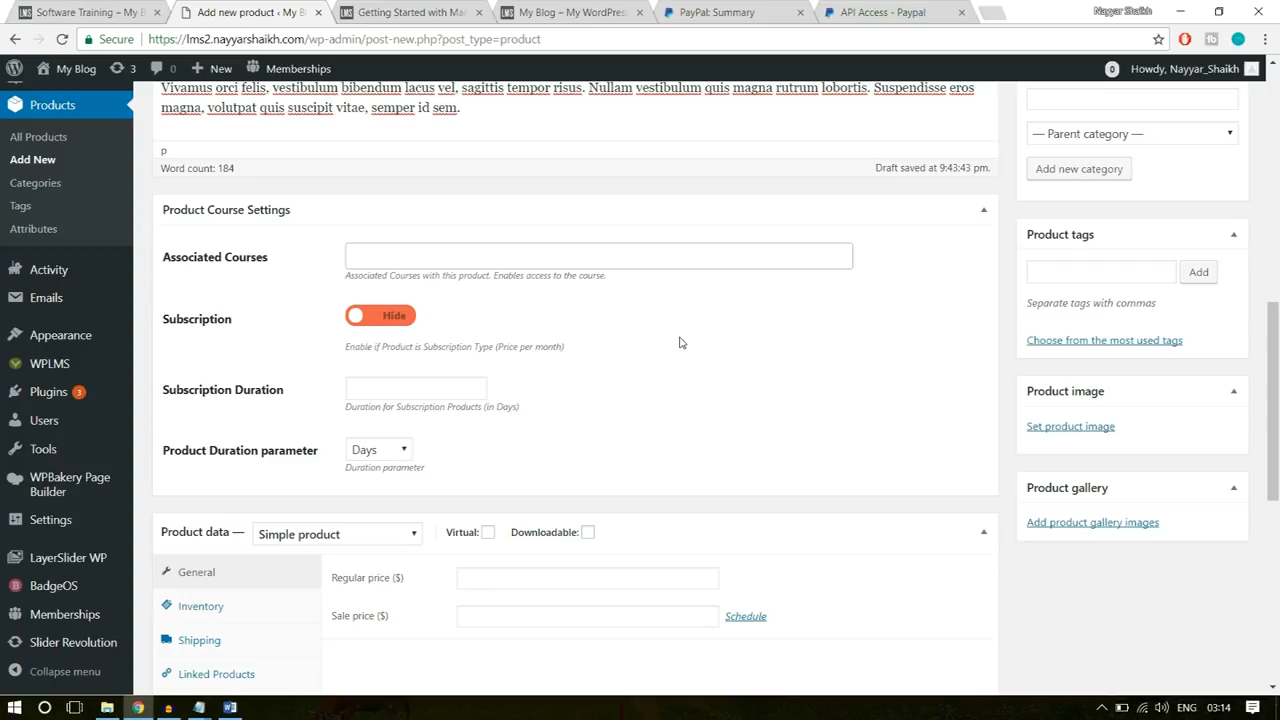 Software Training – My B
Add new product ‹ My B
Getting Started with Ma
My Blog – My WordPress
PayPal: Summary
API Access - Paypal
Nayyar Shaikh
Secure
https://lms2.nayyarshaikh.com/wp-admin/post-new.php?post_type=product
My Blog
3
0
New
Memberships
0
Howdy, Nayyar_Shaikh
Products
All Products
Add New
Categories
Tags
Attributes
Activity
Emails
Appearance
WPLMS
Plugins 3
Users
Tools
WPBakery Page
Builder
Settings
LayerSlider WP
BadgeOS
Memberships
Slider Revolution
Collapse menu
Vivamus orci felis, vestibulum bibendum lacus vel, sagittis tempor risus. Nullam vestibulum quis magna rutrum lobortis. Suspendisse eros
magna, volutpat quis suscipit vitae, semper id sem.
p
Word count: 184
Draft saved at 9:43:43 pm.
Product Course Settings
Associated Courses
Associated Courses with this product. Enables access to the course.
Subscription
Hide
Enable if Product is Subscription Type (Price per month)
Subscription Duration
Duration for Subscription Products (in Days)
Product Duration parameter
Days
Duration parameter
Product data —
Simple product
Virtual:
Downloadable:
General
Inventory
Shipping
Linked Products
Regular price ($)
Sale price ($)
Schedule
— Parent category —
Add new category
Product tags
Add
Separate tags with commas
Choose from the most used tags
Product image
Set product image
Product gallery
Add product gallery images
ENG
03:14